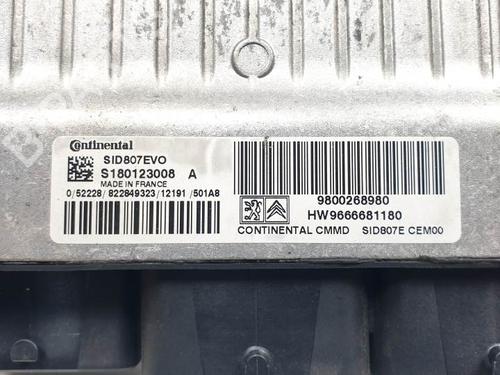 Continental
SID807EVO
S180123008 A
MADE IN FRANCE
0/52228/822849323/12191/501A8
9800268980
HW9666681180
CONTINENTAL CMMD SID807E CEM00